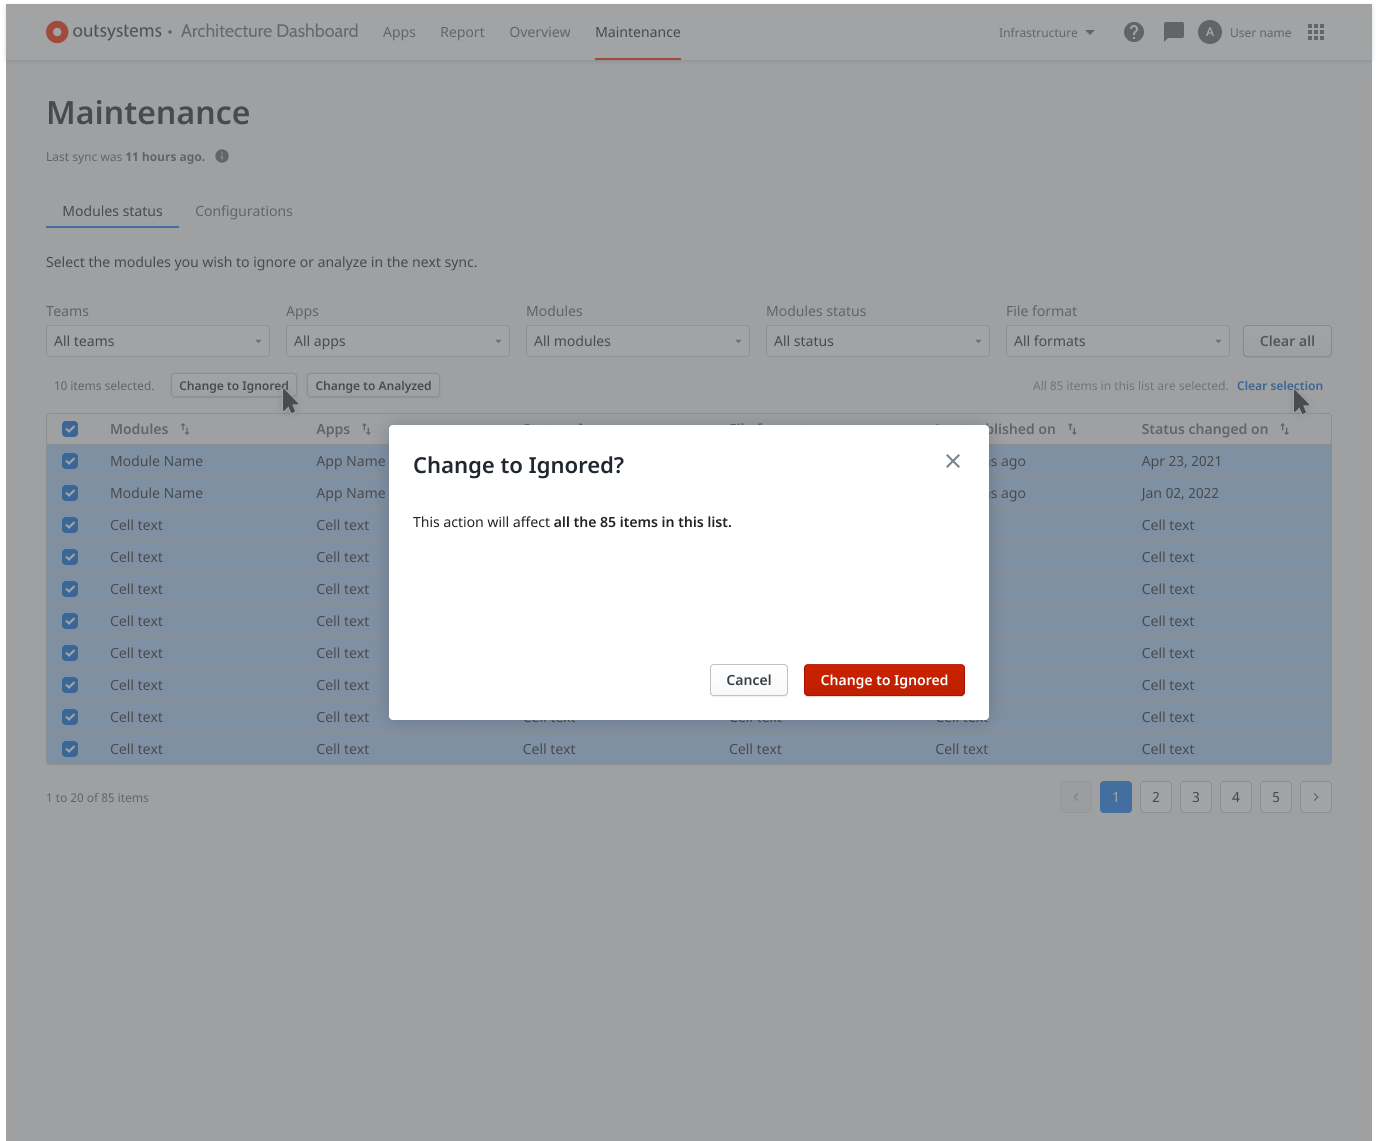 outsystems • Architecture Dashboard Apps Report Overview Maintenance Infrastructure A User name
Maintenance
Last sync was 11 hours ago.
Modules status Configurations
Select the modules you wish to ignore or analyze in the next sync.
Teams Apps Modules Modules status File format
All teams All apps All modules All status All formats Clear all
10 items selected. Change to Ignored Change to Analyzed All 85 items in this list are selected. Clear selection
Modules Apps on Status changed on
Module Name App Name ago Apr 23, 2021
Module Name App Name ago Jan 02, 2022
Cell text Cell text Cell text
Cell text Cell text Cell text
Cell text Cell text Cell text
Cell text Cell text Cell text
Cell text Cell text Cell text
Cell text Cell text Cell text
Cell text Cell text Cell text Cell text Cell text Cell text
Cell text Cell text Cell text Cell text Cell text Cell text
Change to Ignored?
This action will affect all the 85 items in this list.
Cancel Change to Ignored
1 to 20 of 85 items 1 2 3 4 5